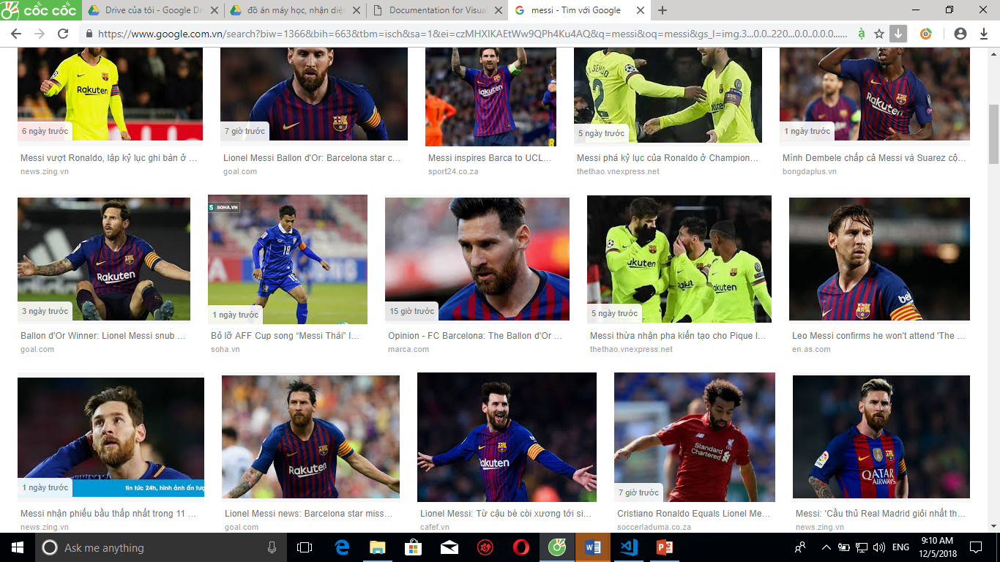 cốc cốc
Drive của tôi - Google Dr
đồ án máy học, nhận diện
Documentation for Visua
messi - Tìm với Google
https://www.google.com.vn/search?biw=1366&bih=663&tbm=isch&sa=1&ei=czMHXIKAEtWw9QPh4Ku4AQ&q=messi&oq=messi&gs_l=img.3...0.0..220...0.0..0.0.0......
Rakuten
6 ngày trước
Messi vượt Ronaldo, lập kỷ lục ghi bàn ở ...
news.zing.vn
7 giờ trước
Lionel Messi Ballon d'Or: Barcelona star c...
goal.com
Rakuten
Messi inspires Barca to UCL...
sport24.co.za
SEMEDO
2
5 ngày trước
Messi phá kỷ lục của Ronaldo ở Champion...
thethao.vnexpress.net
Rakuten
1 ngày trước
Mình Dembele chấp cả Messi và Suarez cộ...
bongdaplus.vn
Rakuten
3 ngày trước
Ballon d'Or Winner: Lionel Messi snub ...
goal.com
S SOHA.VN
18
18
1 ngày trước
Bỏ lỡ AFF Cup song “Messi Thái” l...
soha.vn
15 giờ trước
Opinion - FC Barcelona: The Ballon d'Or ...
marca.com
Rakuten
5 ngày trước
Messi thừa nhận pha kiến tạo cho Pique l...
thethao.vnexpress.net
beko
Leo Messi confirms he won't attend 'The ...
en.as.com
1 ngày trước
tin tức 24h, hình ảnh ấn tượ
Messi nhận phiếu bầu thấp nhất trong 11 ...
news.zing.vn
Rakuten
Lionel Messi news: Barcelona star miss...
goal.com
Rakuten
Lionel Messi: Từ cậu bé còi xương tới si...
cafef.vn
Standard
Chartered
7 giờ trước
Cristiano Ronaldo Equals Lionel Me...
soccerladuma.co.za
QATAR
AIRWAYS
Messi: 'Cầu thủ Real Madrid giỏi nhất th...
news.zing.vn
Ask me anything
ENG
9:10 AM
12/5/2018